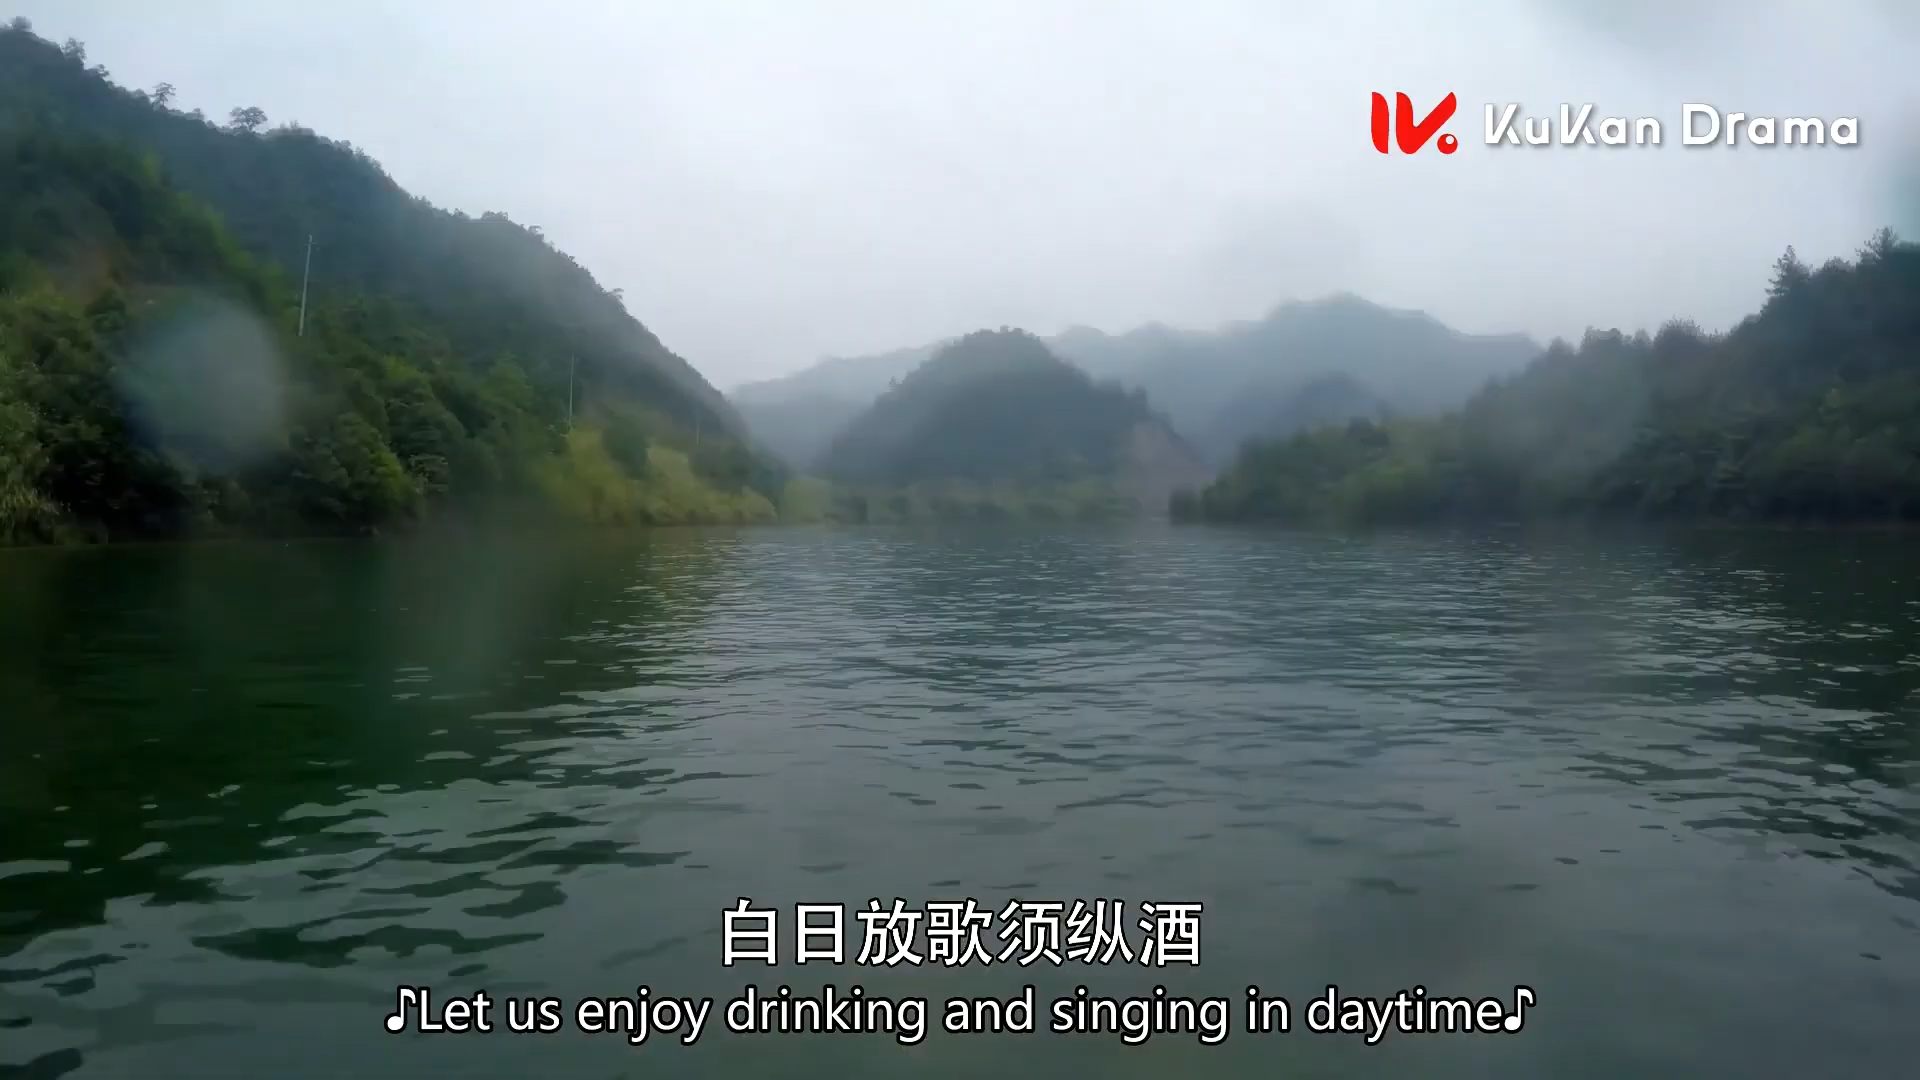 KuKan Drama
白日放歌须纵酒
♪Let us enjoy drinking and singing in daytime♪